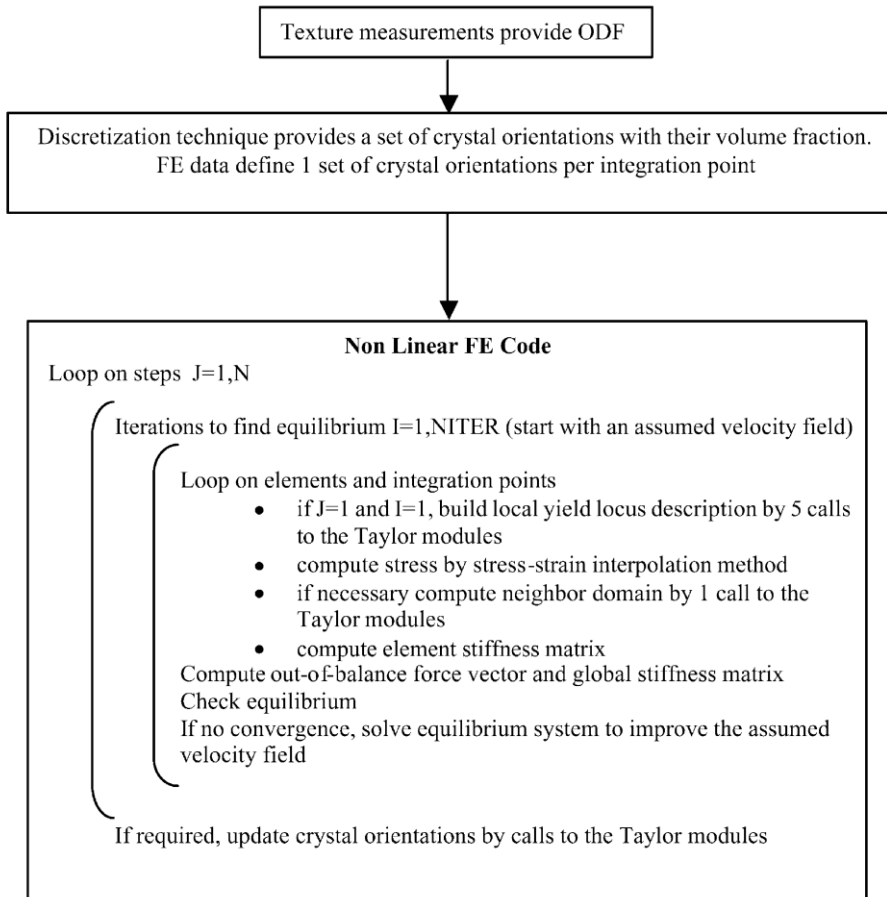 Texture measurements provide ODF
Discretization technique provides a set of crystal orientations with their volume fraction.
FE data define 1 set of crystal orientations per integration point
Non Linear FE Code
Loop on steps J=1,N
Iterations to find equilibrium I=1,NITER (start with an assumed velocity field)
Loop on elements and integration points
• if J=1 and I=1, build local yield locus description by 5 calls
to the Taylor modules
• compute stress by stress-strain interpolation method
• if necessary compute neighbor domain by 1 call to the
Taylor modules
• compute element stiffness matrix
Compute out-of-balance force vector and global stiffness matrix
Check equilibrium
If no convergence, solve equilibrium system to improve the assumed
velocity field
If required, update crystal orientations by calls to the Taylor modules